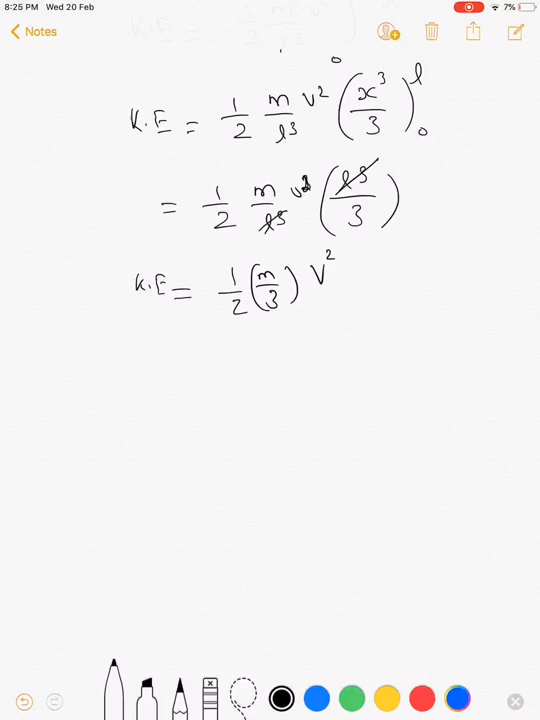 8:25 PM Wed 20 Feb 7%
Notes
K.E = 1/2 m/l³ v² (x³/3)₀ˡ
= 1/2 m/l³ v² (l³/3)
K.E = 1/2 (m/3) V²